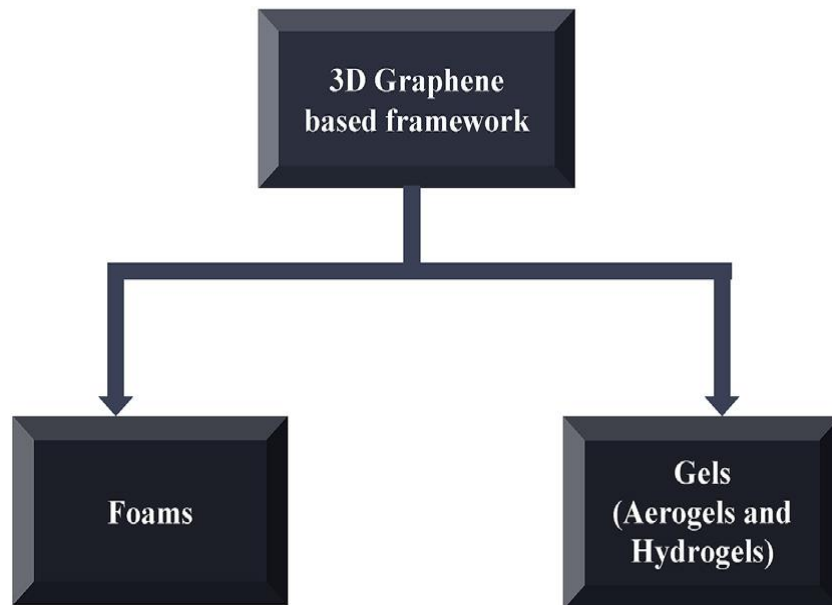 3D Graphene
based framework
Foams
Gels
(Aerogels and
Hydrogels)